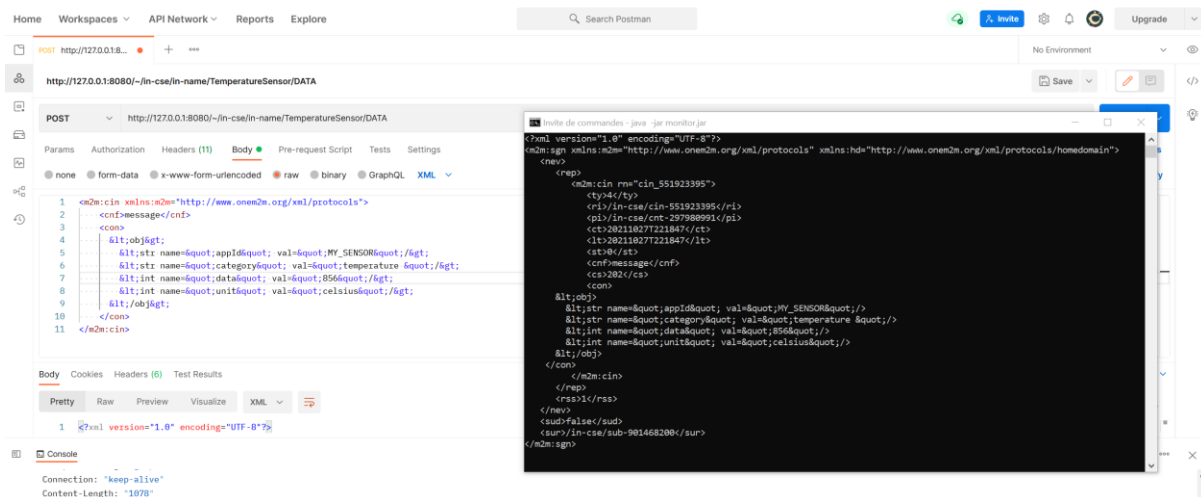 Home Workspaces API Network Reports Explore Search Postman Invite Upgrade
POST http://127.0.0.1:8... No Environment
http://127.0.0.1:8080/~/in-cse/in-name/TemperatureSensor/DATA Save
POST http://127.0.0.1:8080/~/in-cse/in-name/TemperatureSensor/DATA
Params Authorization Headers (11) Body Pre-request Script Tests Settings
none form-data x-www-form-urlencoded raw binary GraphQL XML
1 <m2m:cin xmlns:m2m="http://www.onem2m.org/xml/protocols">
2 <cnf>message</cnf>
3 <con>
4 &lt;obj&gt;
5 &lt;str name=&quot;appId&quot; val=&quot;MY_SENSOR&quot;/&gt;
6 &lt;str name=&quot;category&quot; val=&quot;temperature &quot;/&gt;
7 &lt;int name=&quot;data&quot; val=&quot;856&quot;/&gt;
8 &lt;int name=&quot;unit&quot; val=&quot;celsius&quot;/&gt;
9 &lt;/obj&gt;
10 </con>
11 </m2m:cin>
Body Cookies Headers (6) Test Results
Pretty Raw Preview Visualize XML
1 <?xml version="1.0" encoding="UTF-8"?>
Console
Connection: "keep-alive"
Content-Length: "1078"
Invite de commandes - java -jar monitor.jar
<?xml version="1.0" encoding="UTF-8"?>
<m2m:sgn xmlns:m2m="http://www.onem2m.org/xml/protocols" xmlns:hd="http://www.onem2m.org/xml/protocols/homedomain">
<nev>
<rep>
<m2m:cin rn="cin_551923395">
<ty>4</ty>
<ri>/in-cse/cin-551923395</ri>
<pi>/in-cse/cnt-297980991</pi>
<ct>20211027T221847</ct>
<lt>20211027T221847</lt>
<st>0</st>
<cnf>message</cnf>
<cs>202</cs>
<con>
&lt;obj>
&lt;str name=&quot;appId&quot; val=&quot;MY_SENSOR&quot;/>
&lt;str name=&quot;category&quot; val=&quot;temperature &quot;/>
&lt;int name=&quot;data&quot; val=&quot;856&quot;/>
&lt;int name=&quot;unit&quot; val=&quot;celsius&quot;/>
&lt;/obj>
</con>
</m2m:cin>
</rep>
<rss>1</rss>
</nev>
<sud>false</sud>
<sur>/in-cse/sub-901468200</sur>
</m2m:sgn>